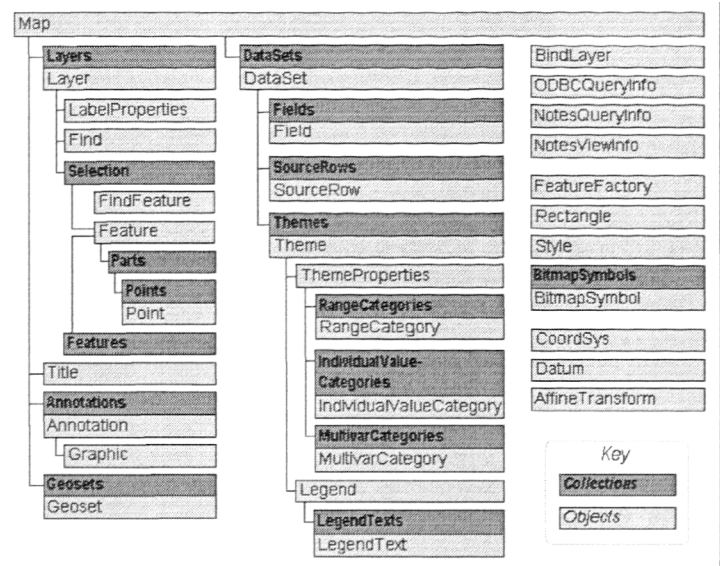 Map
Layers
Layer
LabelProperties
Find
Selection
FindFeature
Feature
Parts
Points
Point
Features
Title
Annotations
Annotation
Graphic
Geosets
Geoset
DataSets
DataSet
Fields
Field
SourceRows
SourceRow
Themes
Theme
ThemeProperties
RangeCategories
RangeCategory
IndividualValue-
Categories
IndividualValueCategory
MultivarCategories
MultivarCategory
Legend
LegendTexts
LegendText
BindLayer
ODBCQueryInfo
NotesQueryInfo
NotesViewInfo
FeatureFactory
Rectangle
Style
BitmapSymbols
BitmapSymbol
CoordSys
Datum
AffineTransform
Key
Collections
Objects